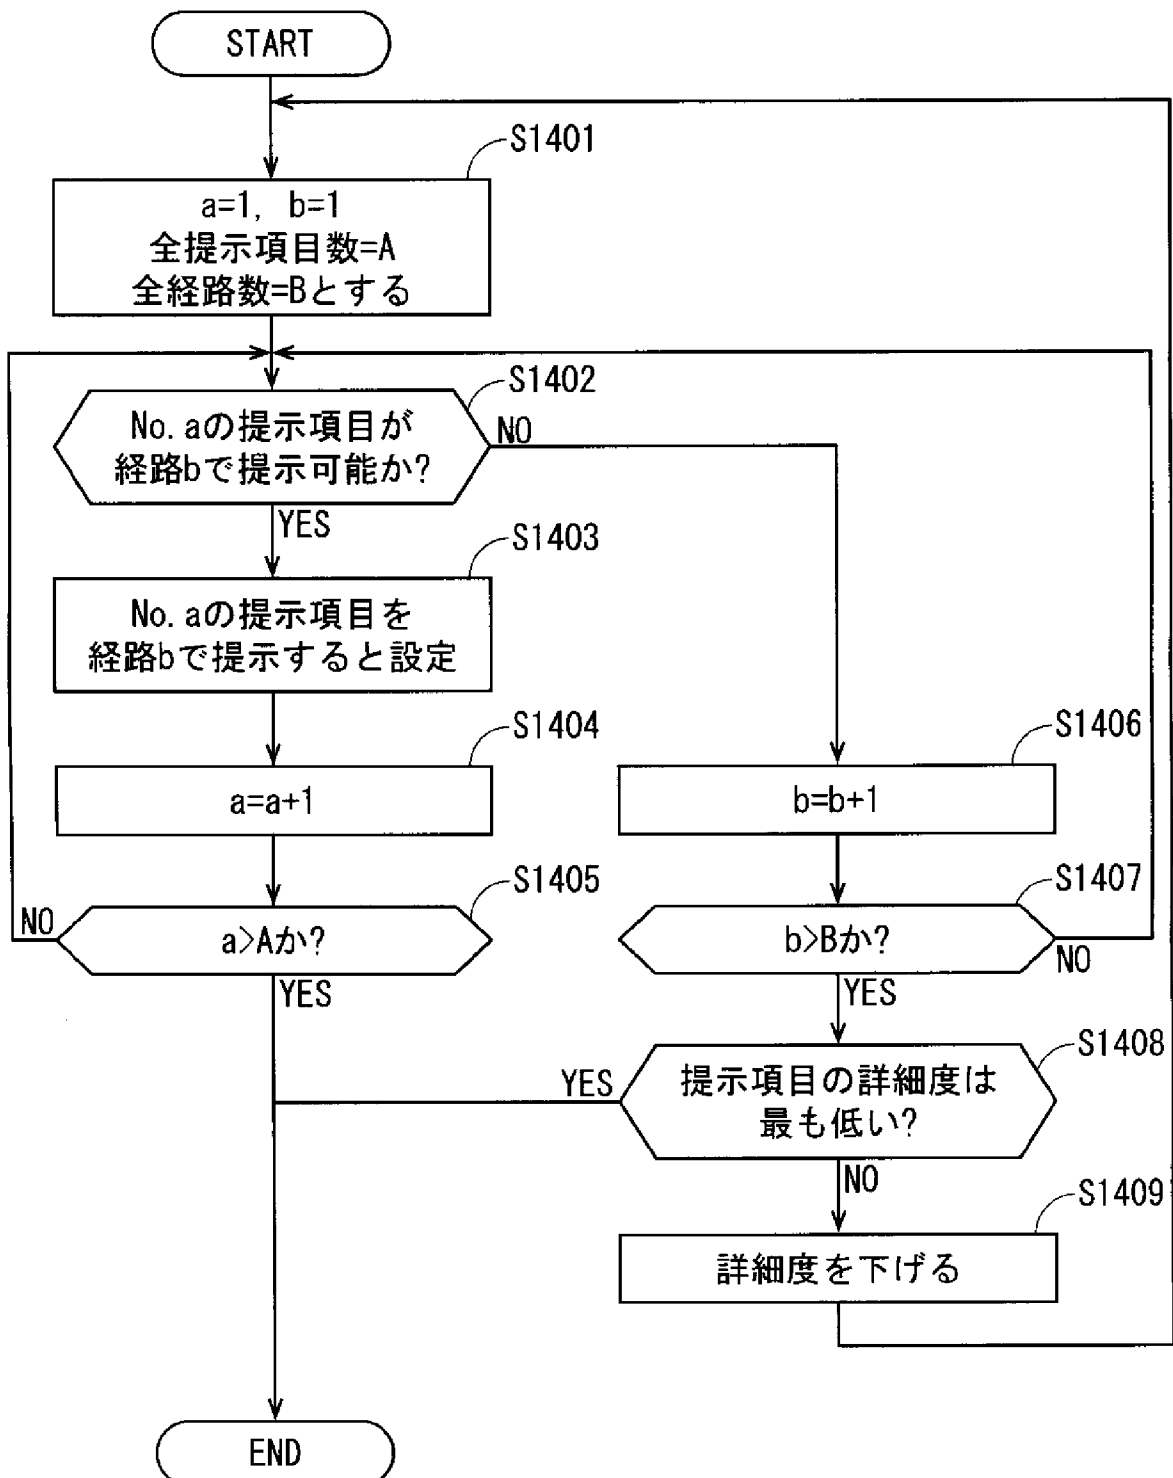 START
S1401
a=1, b=1
全提示項目数=A
全経路数=Bとする
S1402
No.aの提示項目が
経路bで提示可能か?
NO
YES
S1403
No.aの提示項目を
経路bで提示すると設定
S1404
a=a+1
S1406
b=b+1
S1405
a>Aか?
NO
YES
S1407
b>Bか?
NO
YES
S1408
提示項目の詳細度は
最も低い?
YES
NO
S1409
詳細度を下げる
END